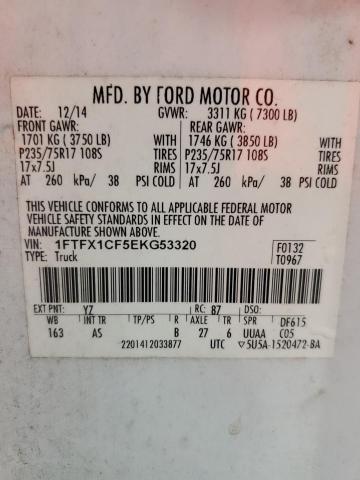 MFD. BY FORD MOTOR CO.
DATE: 12/14 GVWR: 3311 KG ( 7300 LB)
FRONT GAWR: REAR GAWR:
1701 KG ( 3750 LB) WITH 1746 KG ( 3850 LB) WITH
P235/75R17 108S TIRES P235/75R17 108S TIRES
17x7.5J RIMS 17x7.5J RIMS
AT 260 kPa/ 38 PSI COLD AT 260 kPa/ 38 PSI COLD
THIS VEHICLE CONFORMS TO ALL APPLICABLE FEDERAL MOTOR
VEHICLE SAFETY STANDARDS IN EFFECT ON THE DATE OF
MANUFACTURE SHOWN ABOVE.
VIN: 1FTFX1CF5EKG53320 F0132
TYPE: Truck T0967
EXT PNT: YZ RC: 87 DF615
WB INT TR TP/PS R AXLE TR SPR C05
163 AS B 27 6 UUAA
2201412033877 UTC ▽5U5A-1520472-BA